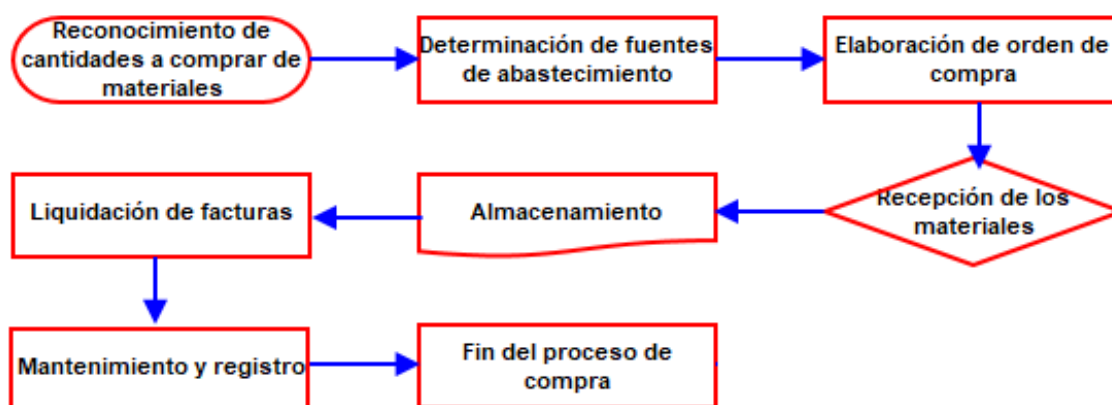 Reconocimiento de
cantidades a comprar de
materiales
Determinación de fuentes
de abastecimiento
Elaboración de orden de
compra
Recepción de los
materiales
Almacenamiento
Liquidación de facturas
Mantenimiento y registro
Fin del proceso de
compra